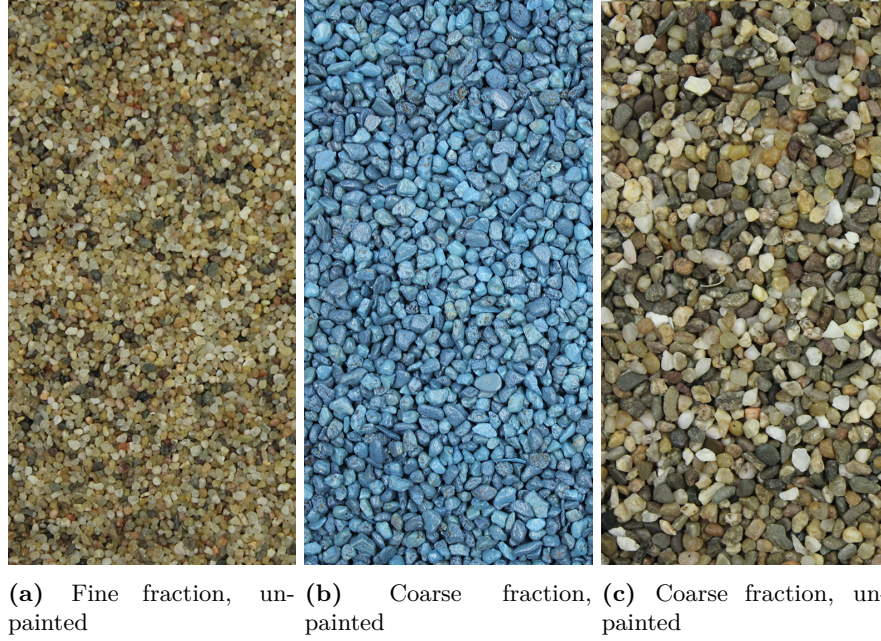 (a) Fine fraction, un-
painted
(b) Coarse fraction,
painted
(c) Coarse fraction, un-
painted